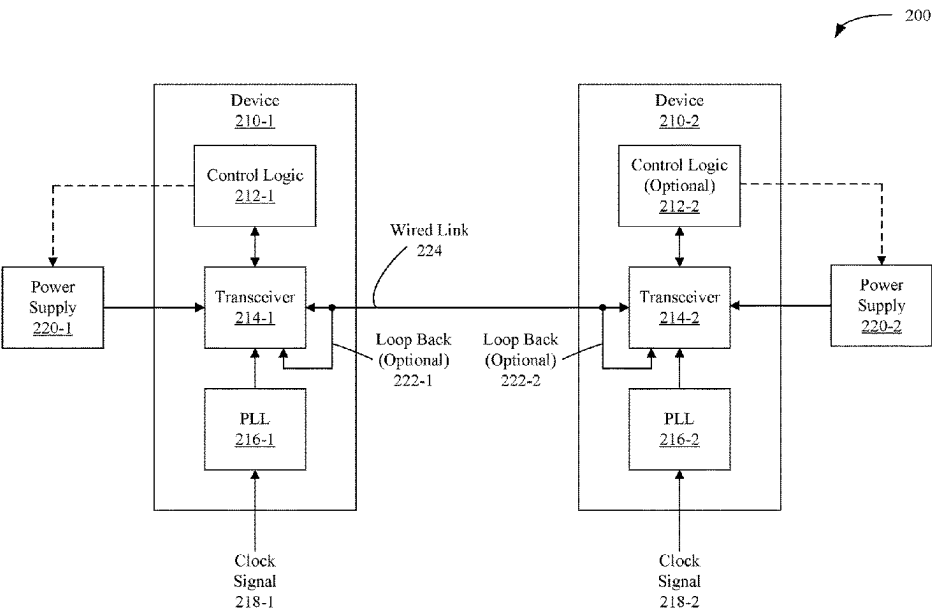 200
Device
210-1
Control Logic
212-1
Power
Supply
220-1
Transceiver
214-1
PLL
216-1
Clock
Signal
218-1
Wired Link
224
Loop Back
(Optional)
222-1
Loop Back
(Optional)
222-2
Device
210-2
Control Logic
(Optional)
212-2
Transceiver
214-2
Power
Supply
220-2
PLL
216-2
Clock
Signal
218-2